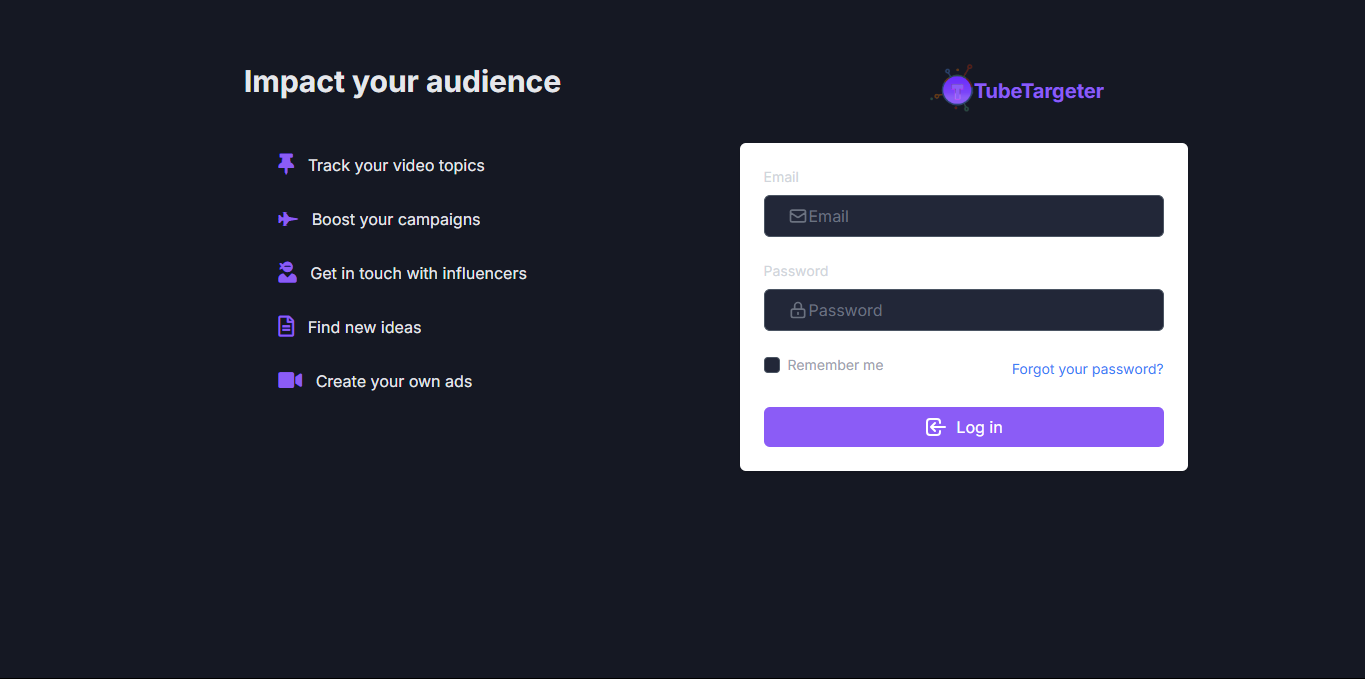 Impact your audience
Track your video topics
Boost your campaigns
Get in touch with influencers
Find new ideas
Create your own ads
TubeTargeter
Email
Email
Password
Password
Remember me
Forgot your password?
Log in